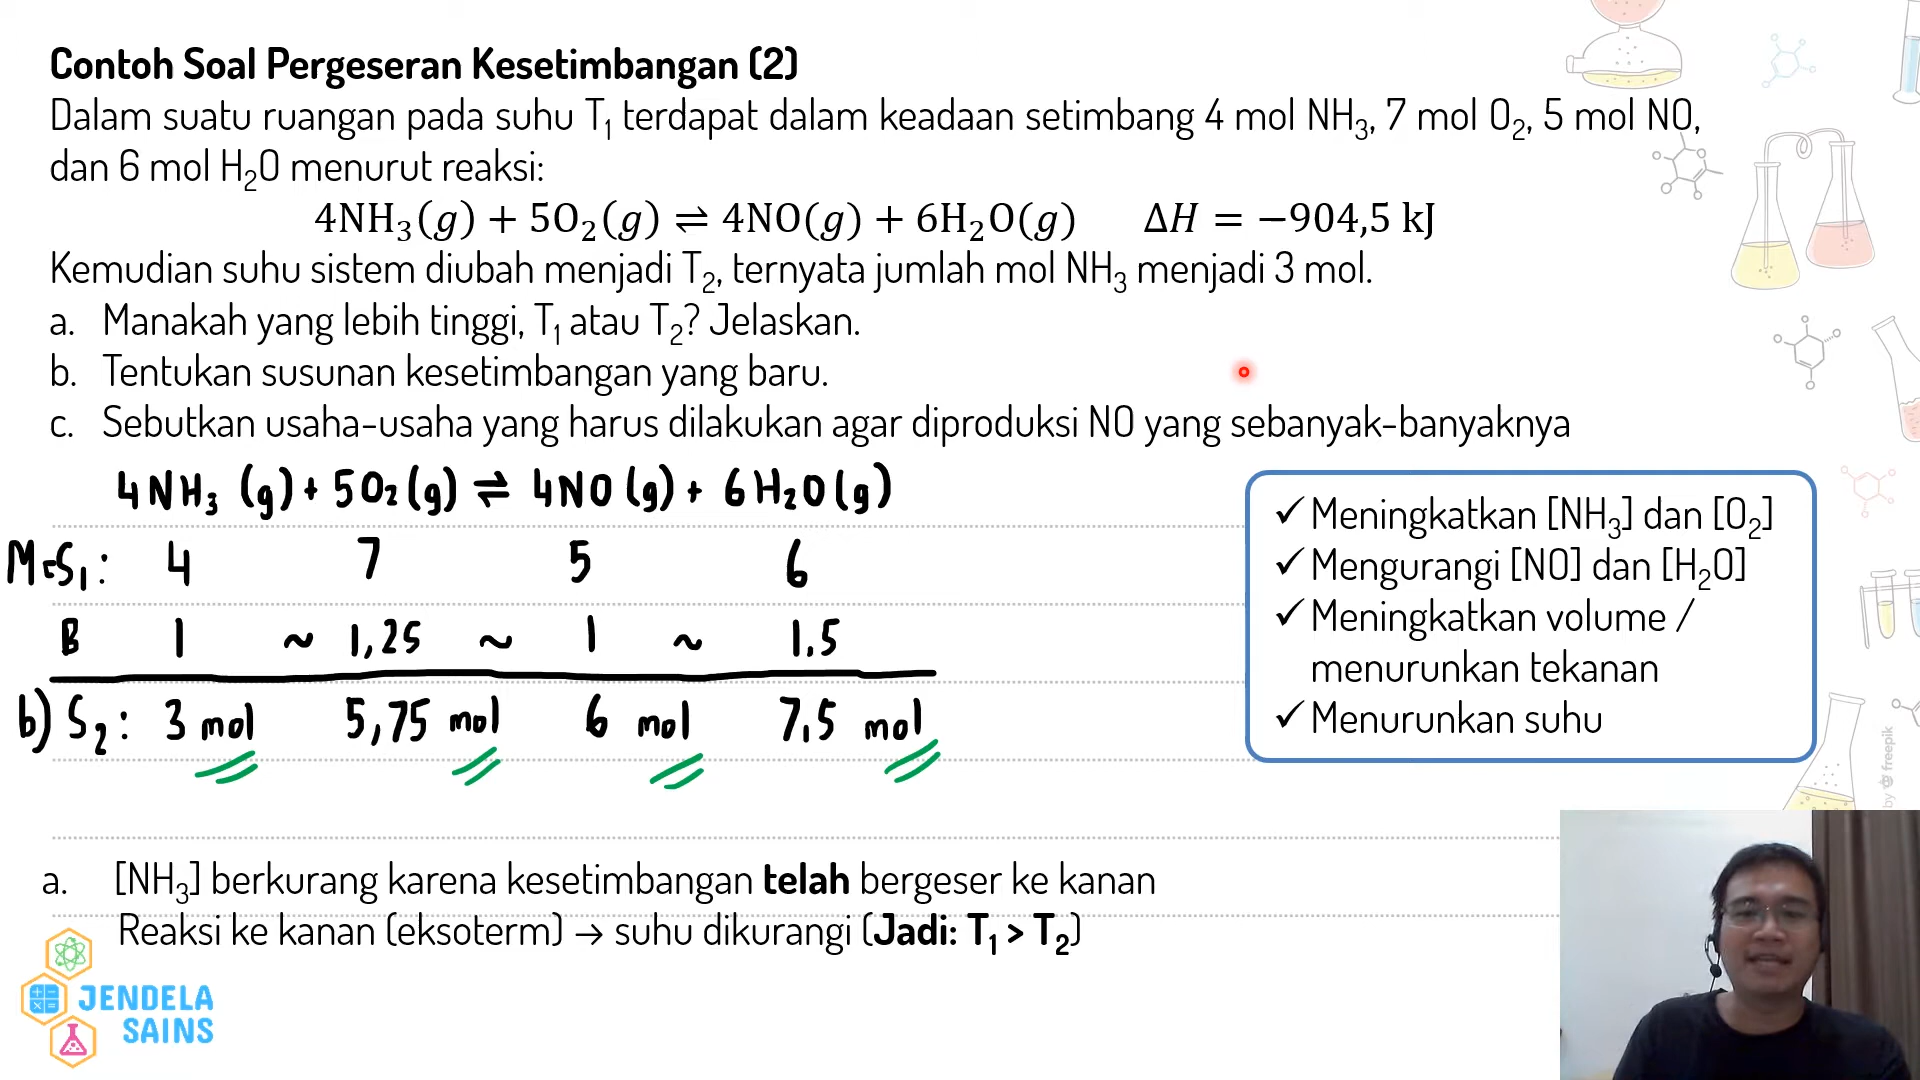 Contoh Soal Pergeseran Kesetimbangan (2)
Dalam suatu ruangan pada suhu T₁ terdapat dalam keadaan setimbang 4 mol NH₃, 7 mol O₂, 5 mol NO,
dan 6 mol H₂O menurut reaksi:
4NH₃(g) + 5O₂(g) ⇌ 4NO(g) + 6H₂O(g) ΔH = −904,5 kJ
Kemudian suhu sistem diubah menjadi T₂, ternyata jumlah mol NH₃ menjadi 3 mol.
a. Manakah yang lebih tinggi, T₁ atau T₂? Jelaskan.
b. Tentukan susunan kesetimbangan yang baru.
c. Sebutkan usaha-usaha yang harus dilakukan agar diproduksi NO yang sebanyak-banyaknya
4NH₃ (g) + 5O₂(g) ⇌ 4NO(g) + 6H₂O(g)
M=S₁: 4 7 5 6
B 1 ~ 1,25 ~ 1 ~ 1.5
b) S₂: 3 mol 5,75 mol 6 mol 7,5 mol
✓ Meningkatkan [NH₃] dan [O₂]
✓ Mengurangi [NO] dan [H₂O]
✓ Meningkatkan volume /
menurunkan tekanan
✓ Menurunkan suhu
a. [NH₃] berkurang karena kesetimbangan telah bergeser ke kanan
Reaksi ke kanan (eksoterm) → suhu dikurangi (Jadi: T₁ > T₂)
JENDELA
SAINS
by freepik